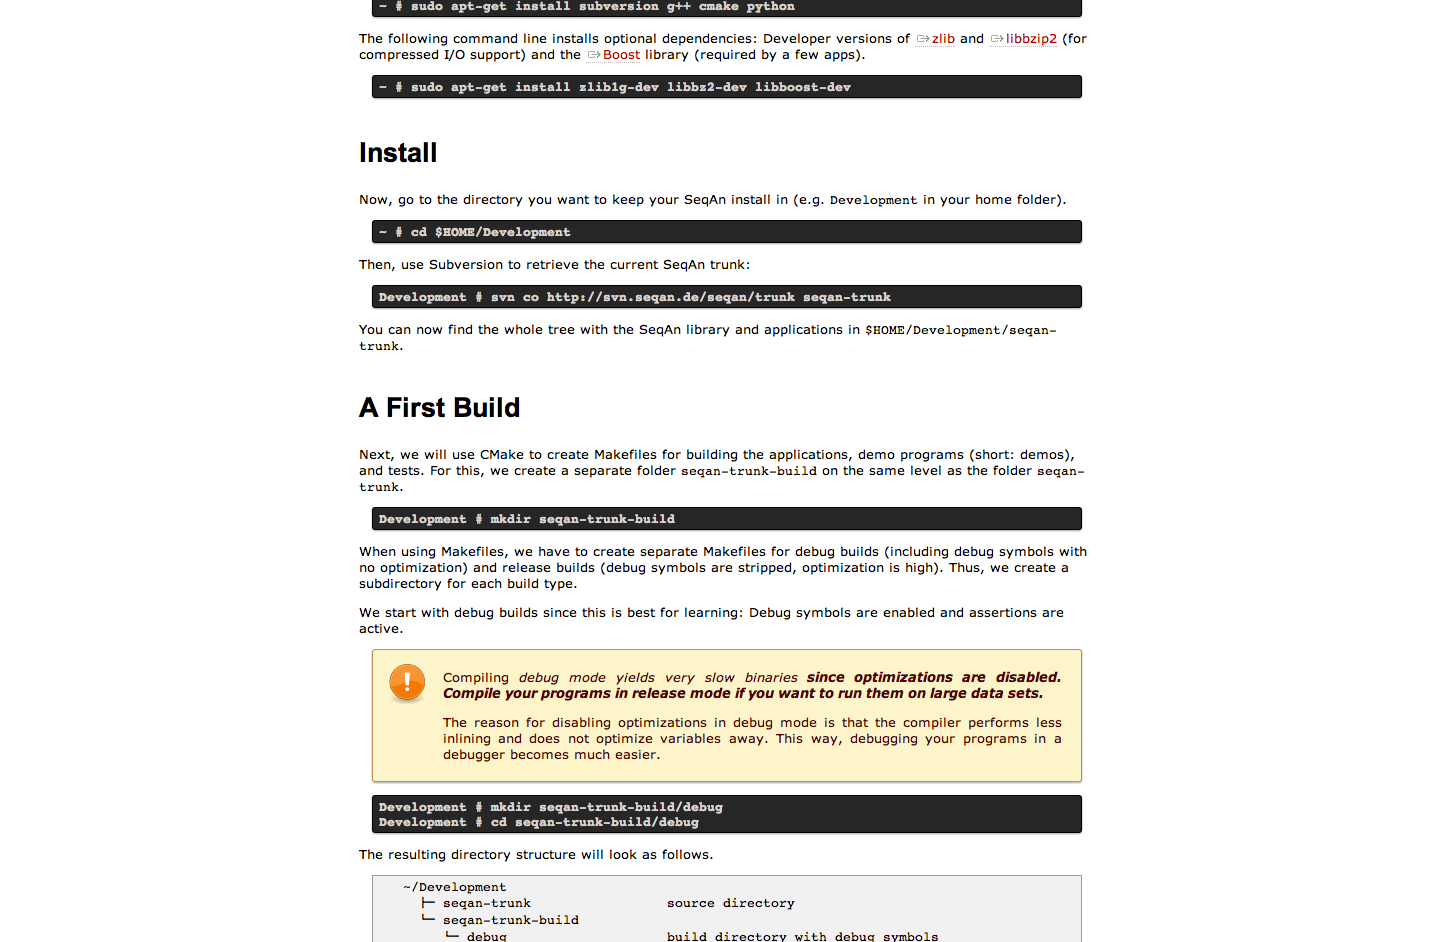 ~ # sudo apt-get install subversion g++ cmake python
The following command line installs optional dependencies: Developer versions of zlib and libbzip2 (for
compressed I/O support) and the Boost library (required by a few apps).
~ # sudo apt-get install zlib1g-dev libbz2-dev libboost-dev
Install
Now, go to the directory you want to keep your SeqAn install in (e.g. Development in your home folder).
~ # cd $HOME/Development
Then, use Subversion to retrieve the current SeqAn trunk:
Development # svn co http://svn.seqan.de/seqan/trunk seqan-trunk
You can now find the whole tree with the SeqAn library and applications in $HOME/Development/seqan-
trunk.
A First Build
Next, we will use CMake to create Makefiles for building the applications, demo programs (short: demos),
and tests. For this, we create a separate folder seqan-trunk-build on the same level as the folder seqan-
trunk.
Development # mkdir seqan-trunk-build
When using Makefiles, we have to create separate Makefiles for debug builds (including debug symbols with
no optimization) and release builds (debug symbols are stripped, optimization is high). Thus, we create a
subdirectory for each build type.
We start with debug builds since this is best for learning: Debug symbols are enabled and assertions are
active.
Compiling debug mode yields very slow binaries since optimizations are disabled.
Compile your programs in release mode if you want to run them on large data sets.
The reason for disabling optimizations in debug mode is that the compiler performs less
inlining and does not optimize variables away. This way, debugging your programs in a
debugger becomes much easier.
Development # mkdir seqan-trunk-build/debug
Development # cd seqan-trunk-build/debug
The resulting directory structure will look as follows.
~/Development
├─ seqan-trunk source directory
└─ seqan-trunk-build
└─ debug build directory with debug symbols